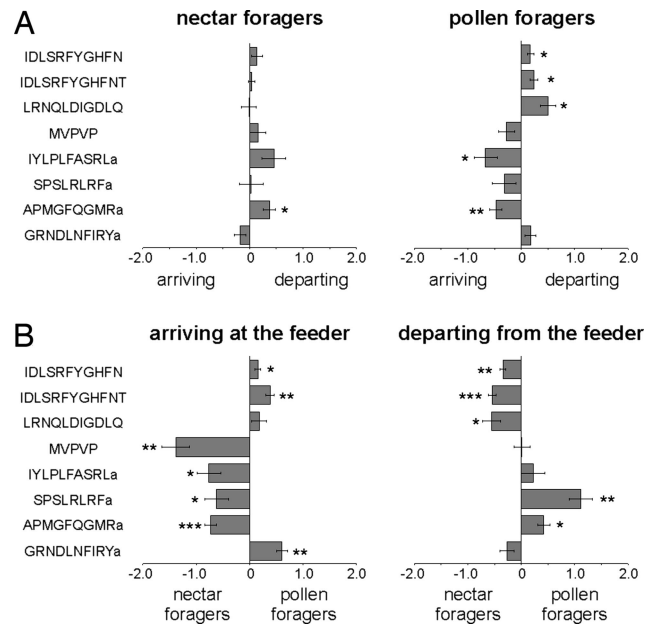 A
nectar foragers
pollen foragers
IDLSRFYGHFN
*
IDLSRFYGHFNT
*
LRNQLDIGDLQ
*
MVPVP
IYLPLFASRLa
*
SPSLRLRFa
APMGFQGMRa
*
**
GRNDLNFIRYa
-2.0 -1.0 0 1.0 2.0
-2.0 -1.0 0 1.0 2.0
arriving departing
arriving departing
B
arriving at the feeder
departing from the feeder
IDLSRFYGHFN
*
**
IDLSRFYGHFNT
**
***
LRNQLDIGDLQ
*
MVPVP
**
IYLPLFASRLa
*
SPSLRLRFa
*
**
APMGFQGMRa
***
*
GRNDLNFIRYa
**
-2.0 -1.0 0 1.0 2.0
-2.0 -1.0 0 1.0 2.0
nectar pollen
foragers foragers
nectar pollen
foragers foragers